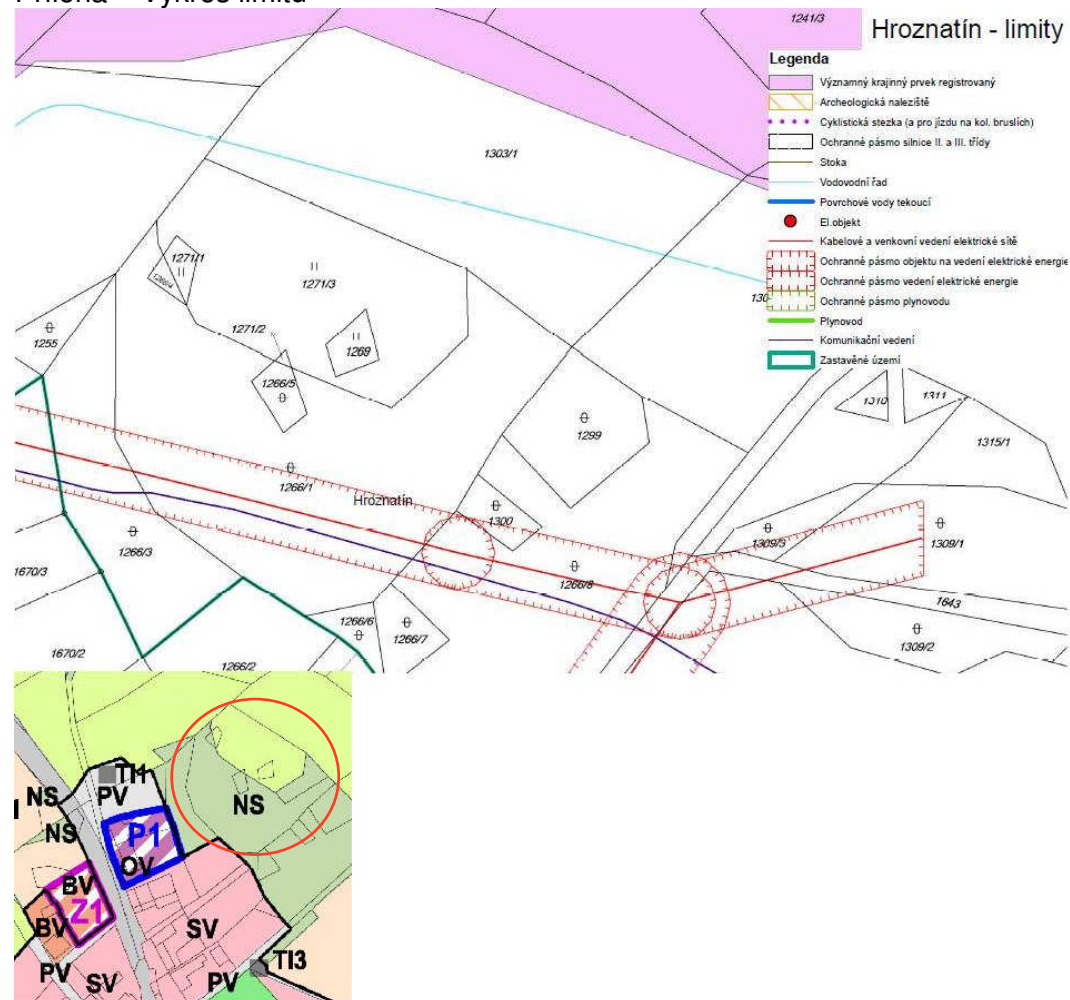 1241/3
Hroznatín - limity
Legenda
Významný krajinný prvek registrovaný
Archeologická naleziště
Cyklistická stezka (a pro jízdu na kol. bruslích)
Ochranné pásmo silnice II. a III. třídy
Stoka
Vodovodní řad
Povrchové vody tekoucí
El.objekt
Kabelové a venkovní vedení elektrické sítě
Ochranné pásmo objektu na vedení elektrické energie
Ochranné pásmo vedení elektrické energie
Ochranné pásmo plynovodu
Plynovod
Komunikační vedení
Zastavěné území
1303/1
1271/1
1271/3
1271/2
1269
1255
1266/5
1299
1310
1311
1315/1
1266/1
Hroznatín
1300
1266/3
1309/3
1309/1
1670/3
1266/8
1643
1266/6
1266/7
1309/2
1670/2
1266/2
TI1
NS
PV
NS
NS
P1
OV
BV
Z1
BV
SV
TI3
PV
SV
PV